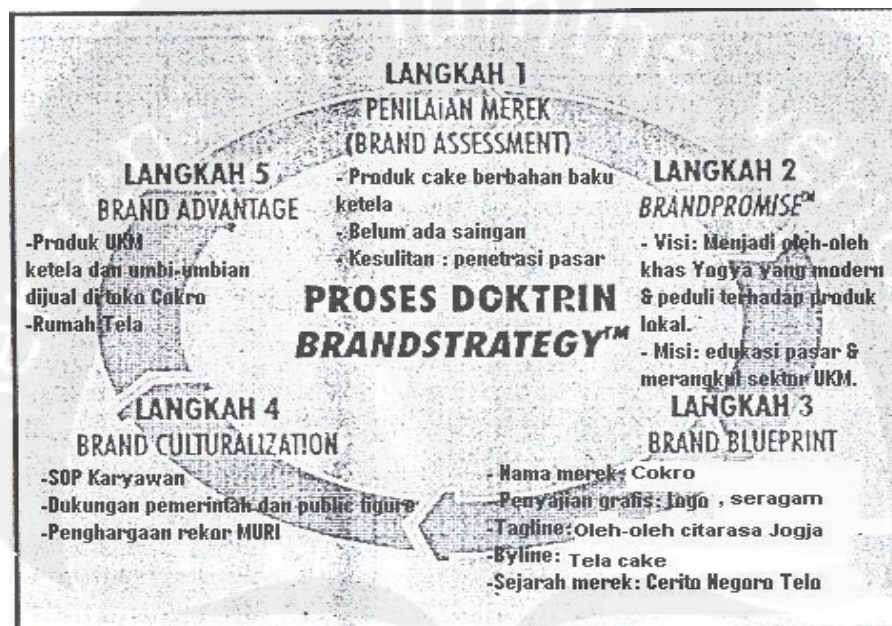 LANGKAH 1
PENILAIAN MEREK
(BRAND ASSESSMENT)
- Produk cake berbahan baku
ketela
- Belum ada saingan
- Kesulitan : penetrasi pasar
LANGKAH 2
BRANDPROMISE™
- Visi: Menjadi oleh-oleh
khas Yogya yang modern
& peduli terhadap produk
lokal.
- Misi: edukasi pasar &
merangkul sektor UKM.
LANGKAH 3
BRAND BLUEPRINT
- Nama merek: Cokro
- Penyajian grafis: Logo , seragam
-Tagline:Oleh-oleh citarasa Jogja
-Byline: Tela cake
-Sejarah merek: Cerito Negoro Telo
LANGKAH 4
BRAND CULTURALIZATION
-SOP Karyawan
-Dukungan pemerintah dan public figure
-Penghargaan rekor MURI
LANGKAH 5
BRAND ADVANTAGE
-Produk UKM
ketela dan umbi-umbian
dijual di toko Cokro
-Rumah Tela
PROSES DOKTRIN
BRANDSTRATEGY™
in lumine